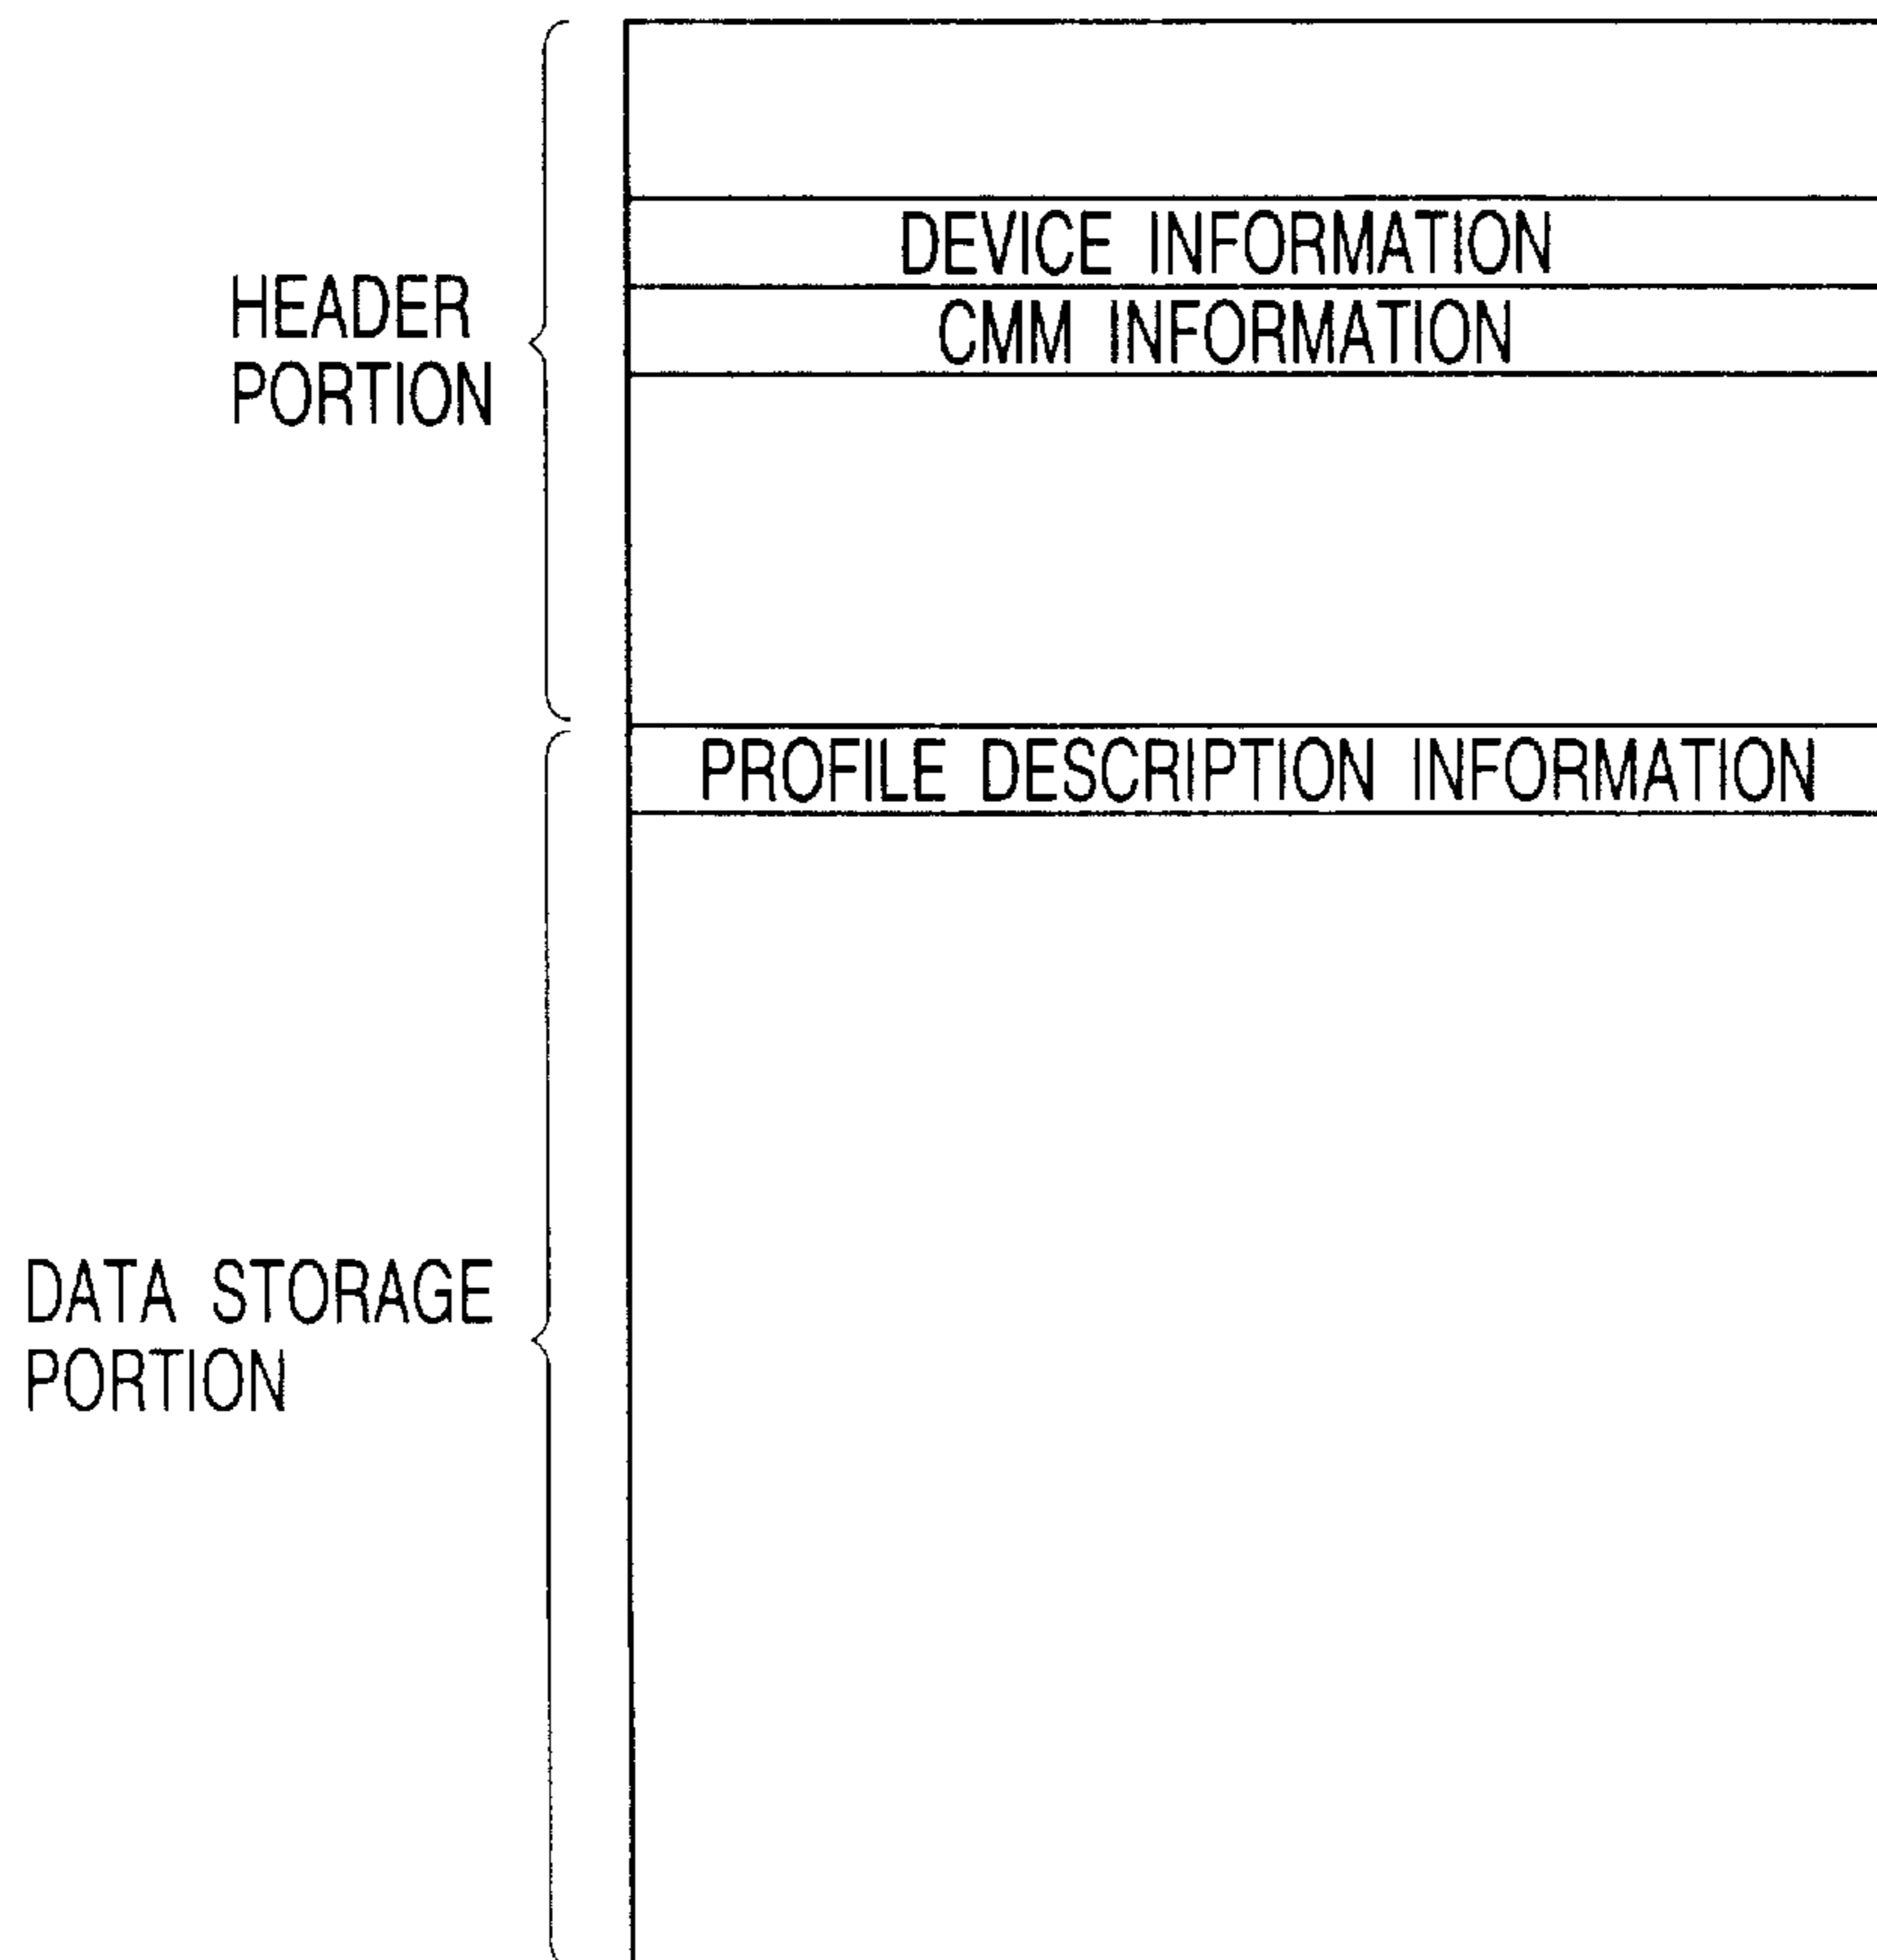 DEVICE INFORMATION
CMM INFORMATION
HEADER
PORTION
PROFILE DESCRIPTION INFORMATION
DATA STORAGE
PORTION